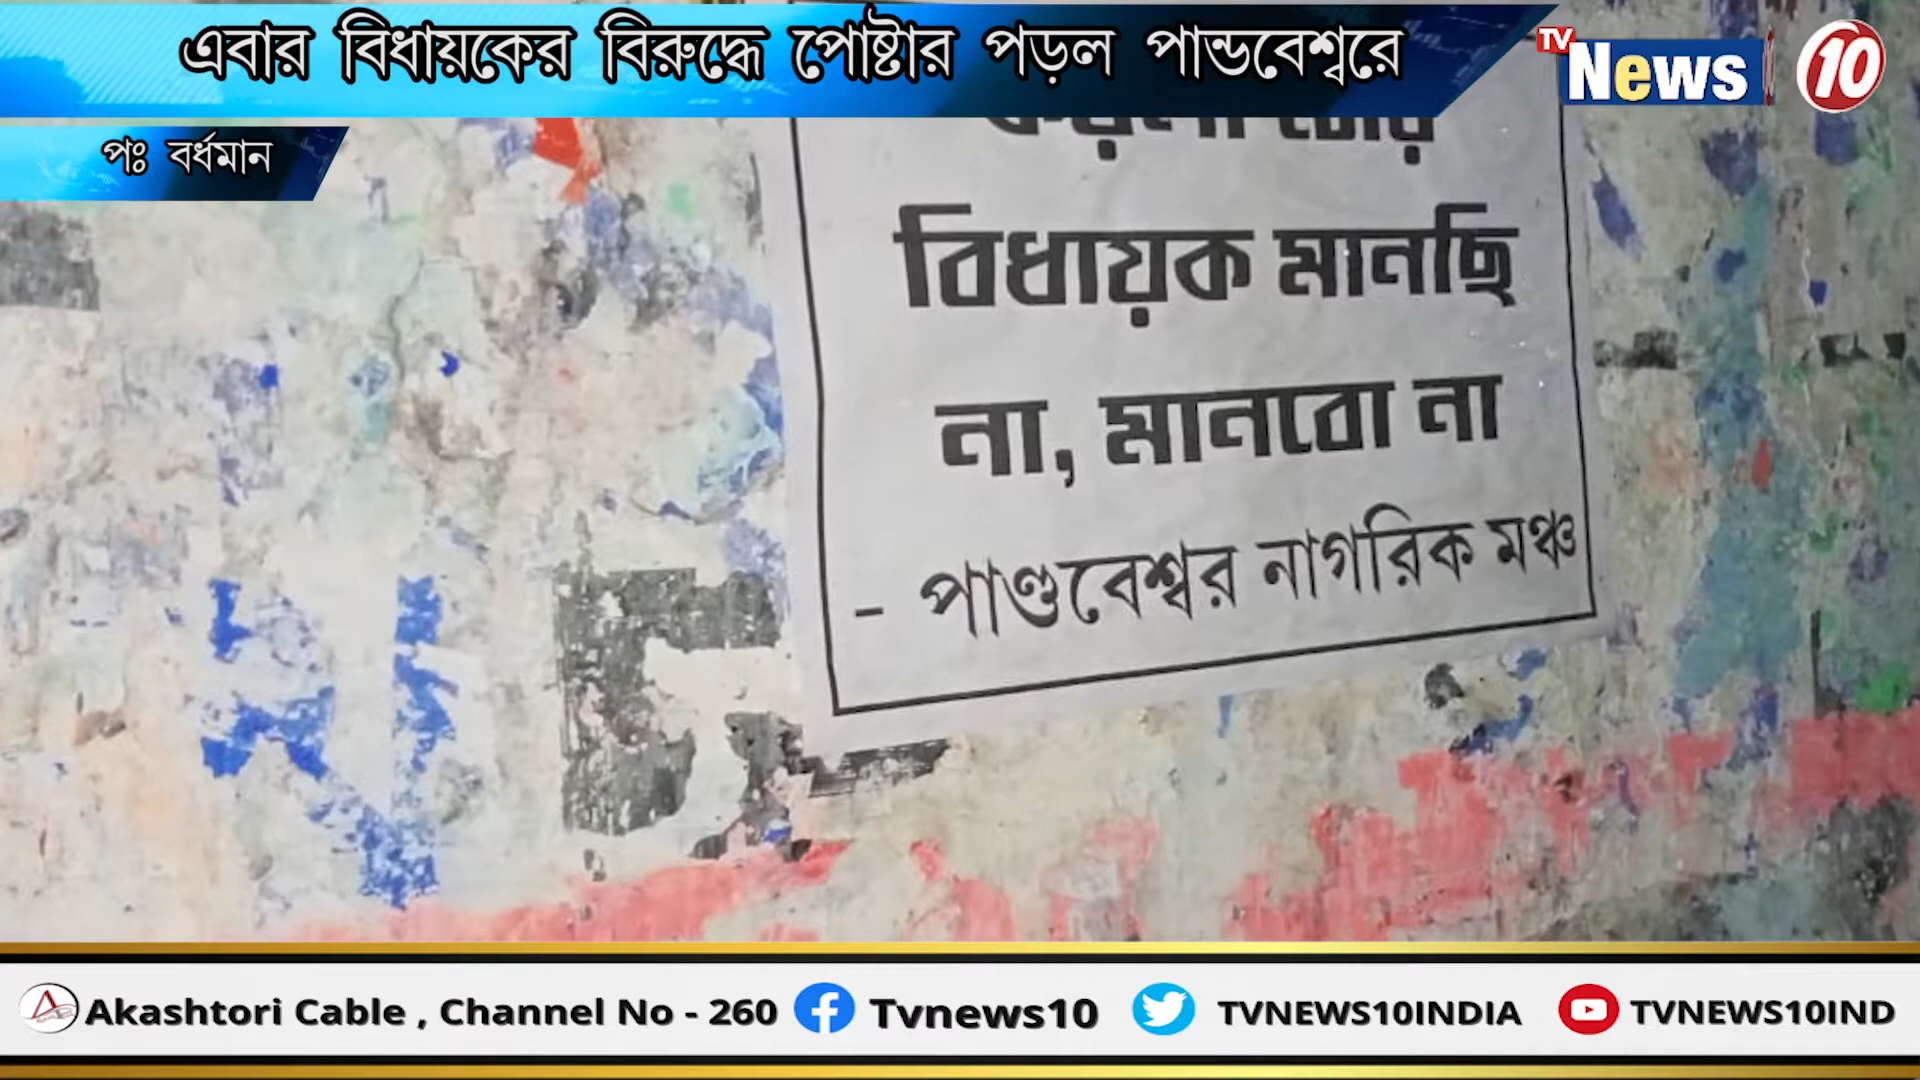 এবার বিধায়কের বিরুদ্ধে পোষ্টার পড়ল পান্ডবেশ্বরে
TV News 10
পঃ বর্ধমান
কয়লা চোর
বিধায়ক মানছি
না, মানবো না
- পাণ্ডবেশ্বর নাগরিক মঞ্চ
Akashtori Cable , Channel No - 260 Tvnews10 TVNEWS10INDIA TVNEWS10IND